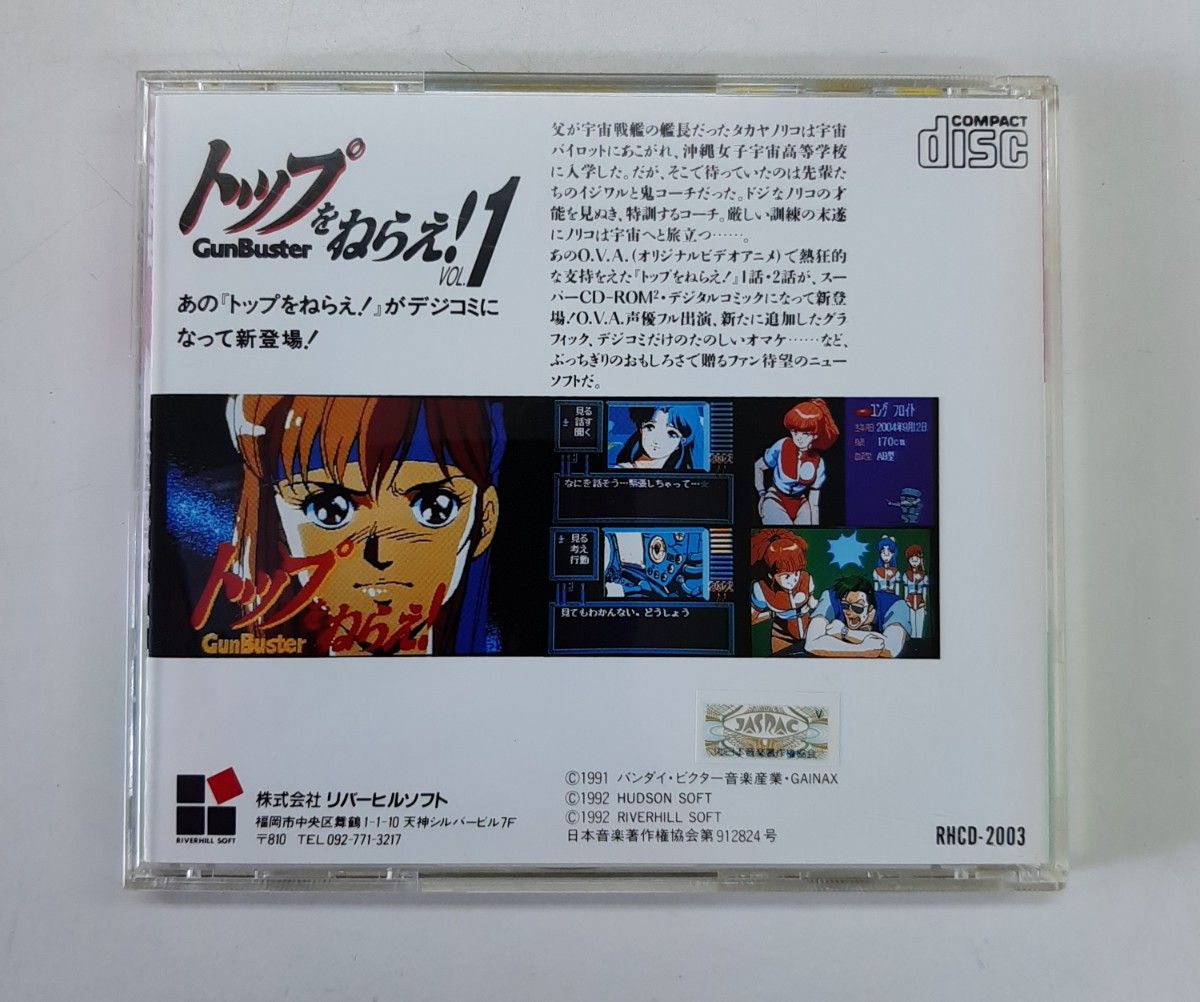 トップをねらえ! VOL.1
GunBuster
あの『トップをねらえ!』がデジコミに
なって新登場!
父が宇宙戦艦の艦長だったタカヤノリコは宇宙
パイロットにあこがれ、沖縄女子宇宙高等学校
に入学した。だが、そこで待っていたのは先輩た
ちのイジワルと鬼コーチだった。ドジなノリコの才
能を見ぬき、特訓するコーチ。厳しい訓練の末遂
にノリコは宇宙へと旅立つ……。
あのO.V.A.(オリジナルビデオアニメ)で熱狂的
な支持をえた『トップをねらえ!』1話・2話が、スー
パーCD-ROM²・デジタルコミックになって新登
場!O.V.A.声優フル出演、新たに追加したグラ
フィック、デジコミだけのたのしいオマケ……など、
ぶっちぎりのおもしろさで贈るファン待望のニュー
ソフトだ。
COMPACT
disc
トップをねらえ!
GunBuster
見る
話す
聞く
なにを話そう…緊張しちゃって…
見る
考え
行動
見てもわかんない。どうしよう
ユング フロイト
2004年9月12日
170cm
AB型
JASRAC
V
RIVERHILL SOFT
株式会社 リバーヒルソフト
福岡市中央区舞鶴1-1-10 天神シルバービル7F
〒810 TEL 092-771-3217
©1991 バンダイ・ビクター音楽産業・GAINAX
©1992 HUDSON SOFT
©1992 RIVERHILL SOFT
日本音楽著作権協会第912824号
RHCD-2003